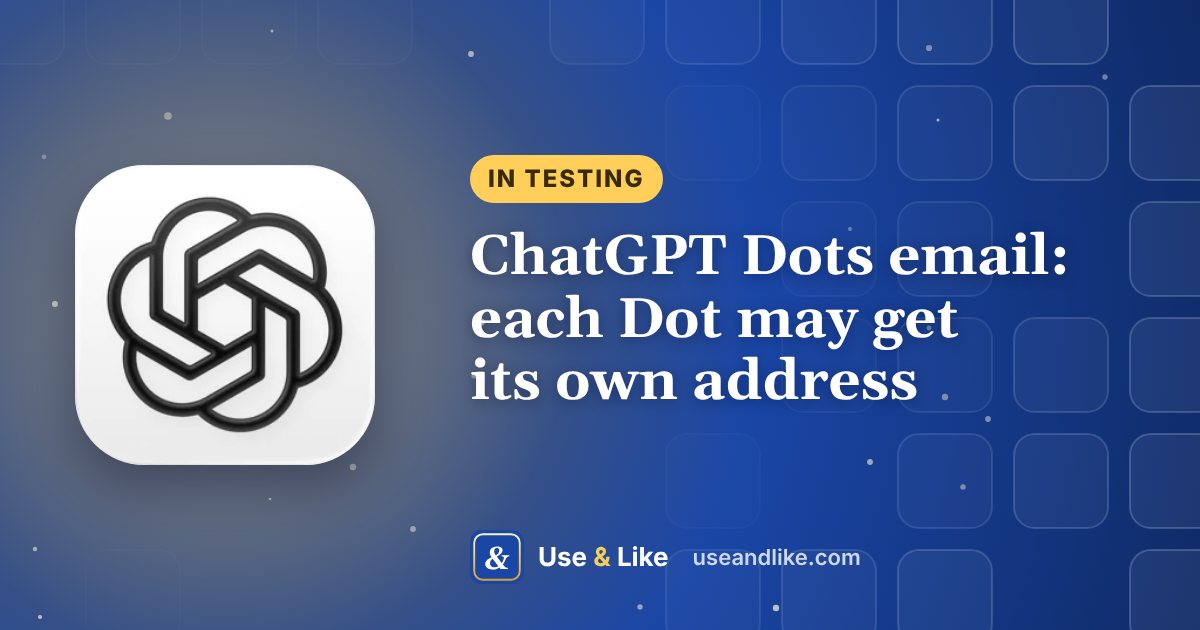 IN TESTING
ChatGPT Dots email:
each Dot may get
its own address
& Use & Like useandlike.com